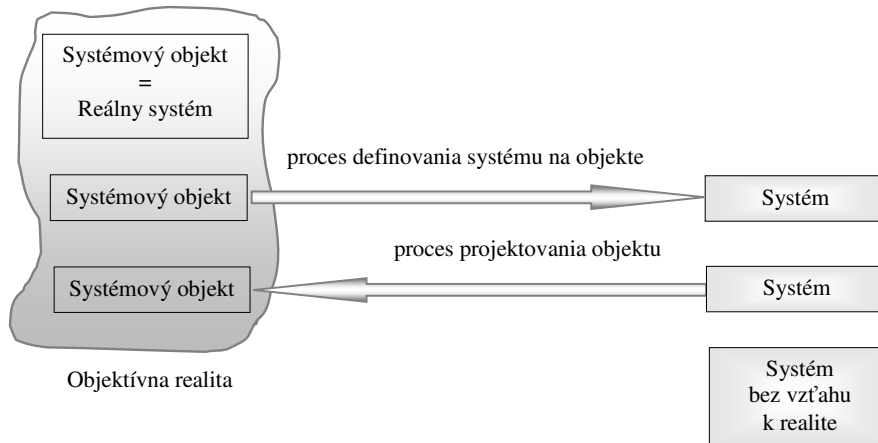 Systémový objekt
=
Reálny systém
proces definovania systému na objekte
Systémový objekt
Systém
proces projektovania objektu
Systémový objekt
Systém
Objektívna realita
Systém
bez vzťahu
k realite